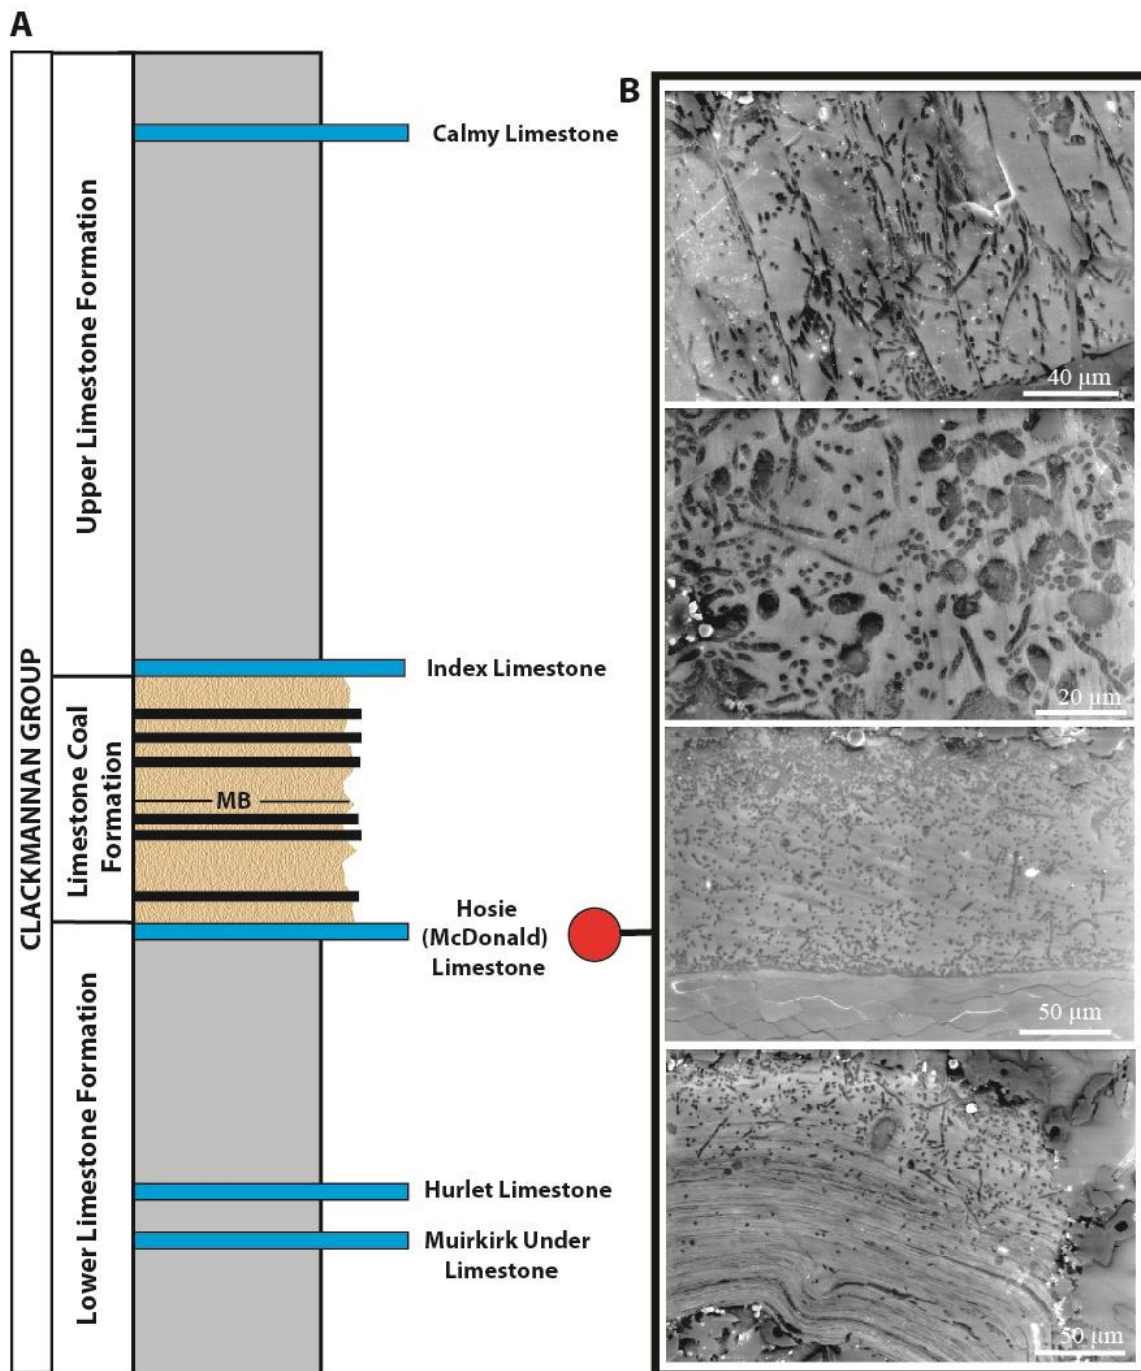 A
CLACKMANNAN GROUP
Upper Limestone Formation
Limestone Coal
Formation
Lower Limestone Formation
Calmy Limestone
Index Limestone
MB
Hosie
(McDonald)
Limestone
Hurlet Limestone
Muirkirk Under
Limestone
B
40 µm
20 µm
50 µm
50 µm